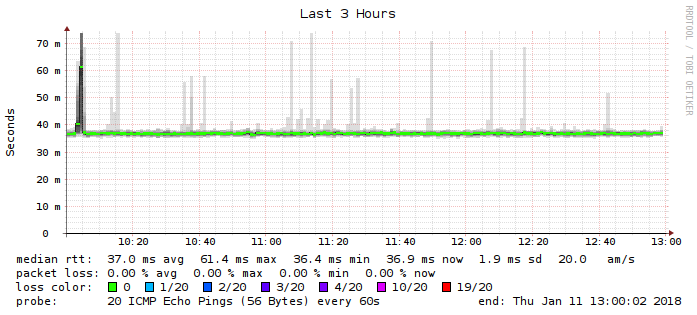 Last 3 Hours
RRDTOOL / TOBI OETIKER
Seconds
70 m
60 m
50 m
40 m
30 m
20 m
10 m
0
10:20 10:40 11:00 11:20 11:40 12:00 12:20 12:40 13:00
median rtt: 37.0 ms avg 61.4 ms max 36.4 ms min 36.9 ms now 1.9 ms sd 20.0 am/s
packet loss: 0.00 % avg 0.00 % max 0.00 % min 0.00 % now
loss color: 0 1/20 2/20 3/20 4/20 10/20 19/20
probe: 20 ICMP Echo Pings (56 Bytes) every 60s end: Thu Jan 11 13:00:02 2018